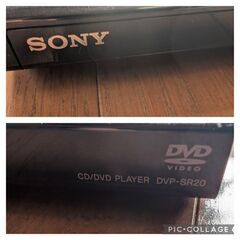 SONY
DVD
VIDEO
CD/DVD PLAYER DVP-SR20
PIC•COLLAGE